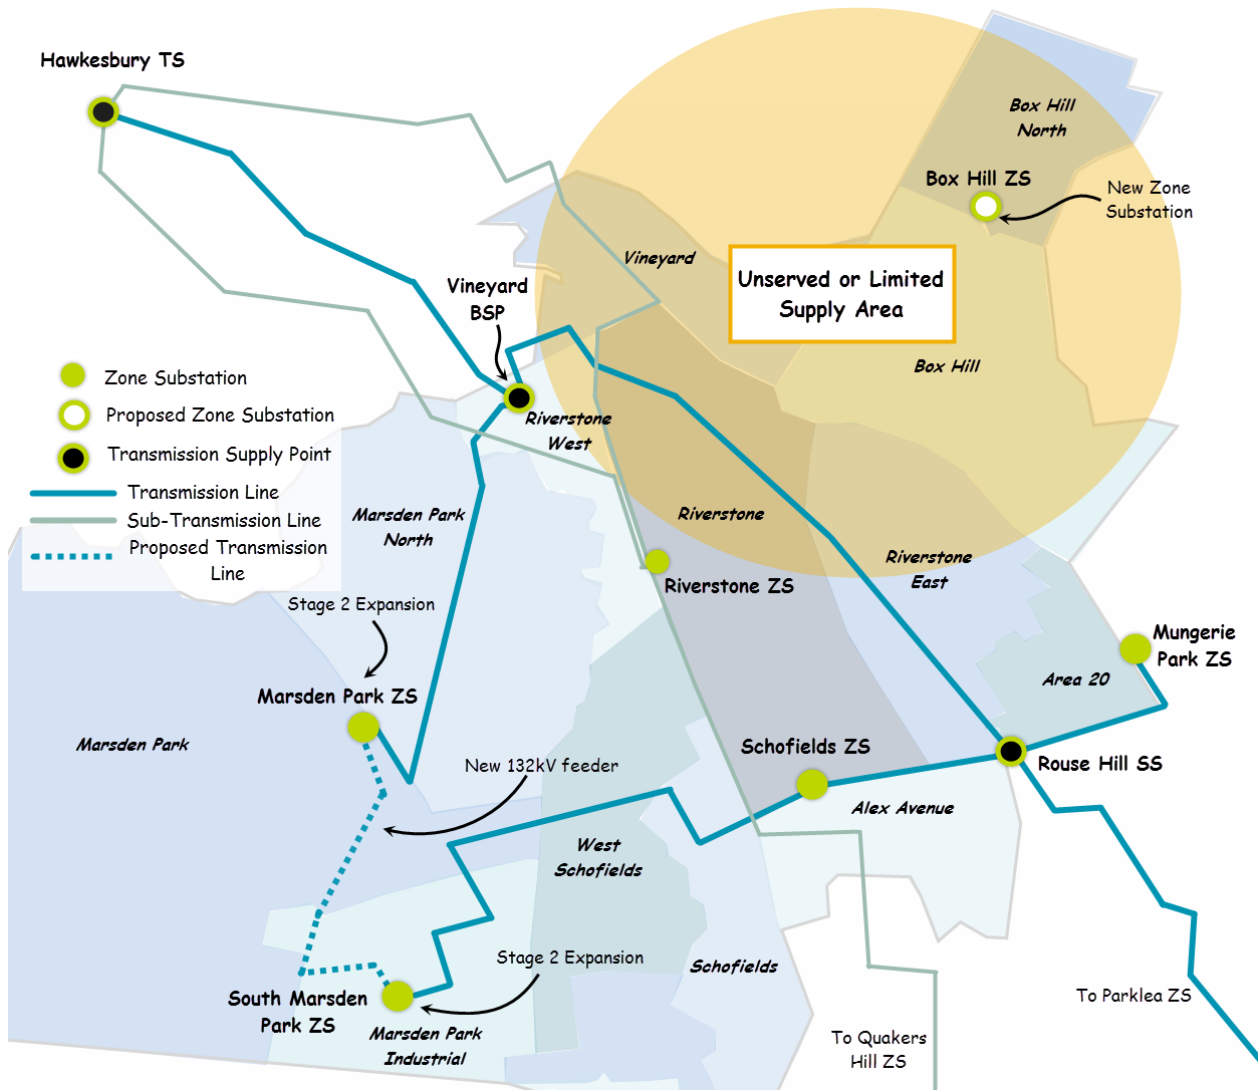 Hawkesbury TS
Box Hill
North
Box Hill ZS
New Zone
Substation
Vineyard
Unserved or Limited
Supply Area
Vineyard
BSP
Box Hill
Zone Substation
Proposed Zone Substation
Transmission Supply Point
Transmission Line
Sub-Transmission Line
Proposed Transmission
Line
Riverstone
West
Marsden Park
North
Riverstone
Riverstone
East
Riverstone ZS
Stage 2 Expansion
Mungerie
Park ZS
Area 20
Marsden Park ZS
Marsden Park
Schofields ZS
Rouse Hill SS
New 132kV feeder
Alex Avenue
West
Schofields
Stage 2 Expansion
Schofields
South Marsden
Park ZS
Marsden Park
Industrial
To Parklea ZS
To Quakers
Hill ZS